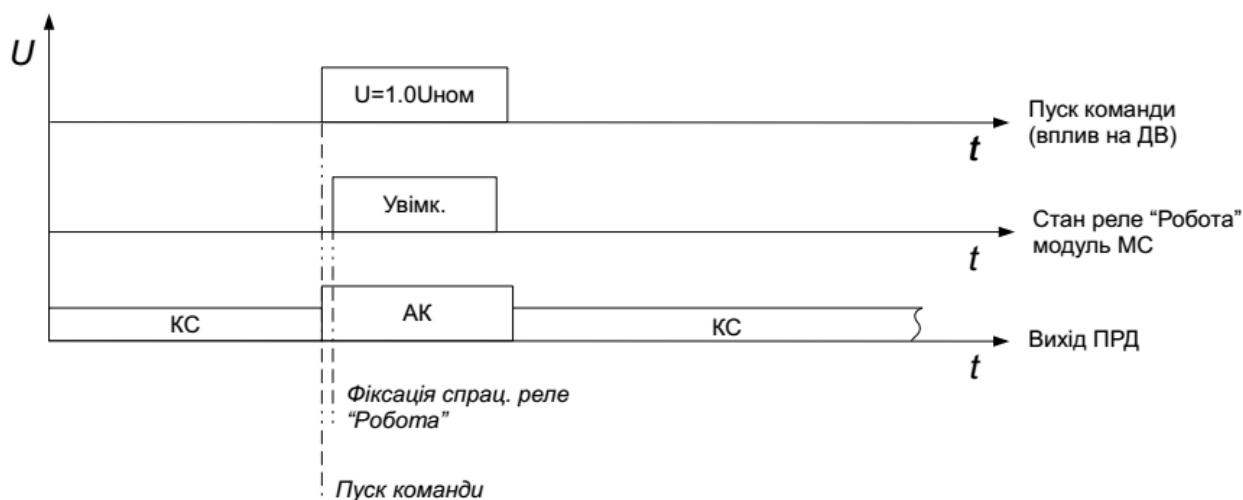 U
U=1.0Uном
Пуск команди
(вплив на ДВ)
t
Увімк.
Стан реле “Робота”
модуль МС
t
КС
АК
КС
Вихід ПРД
t
Фіксація спрац. реле
“Робота”
Пуск команди